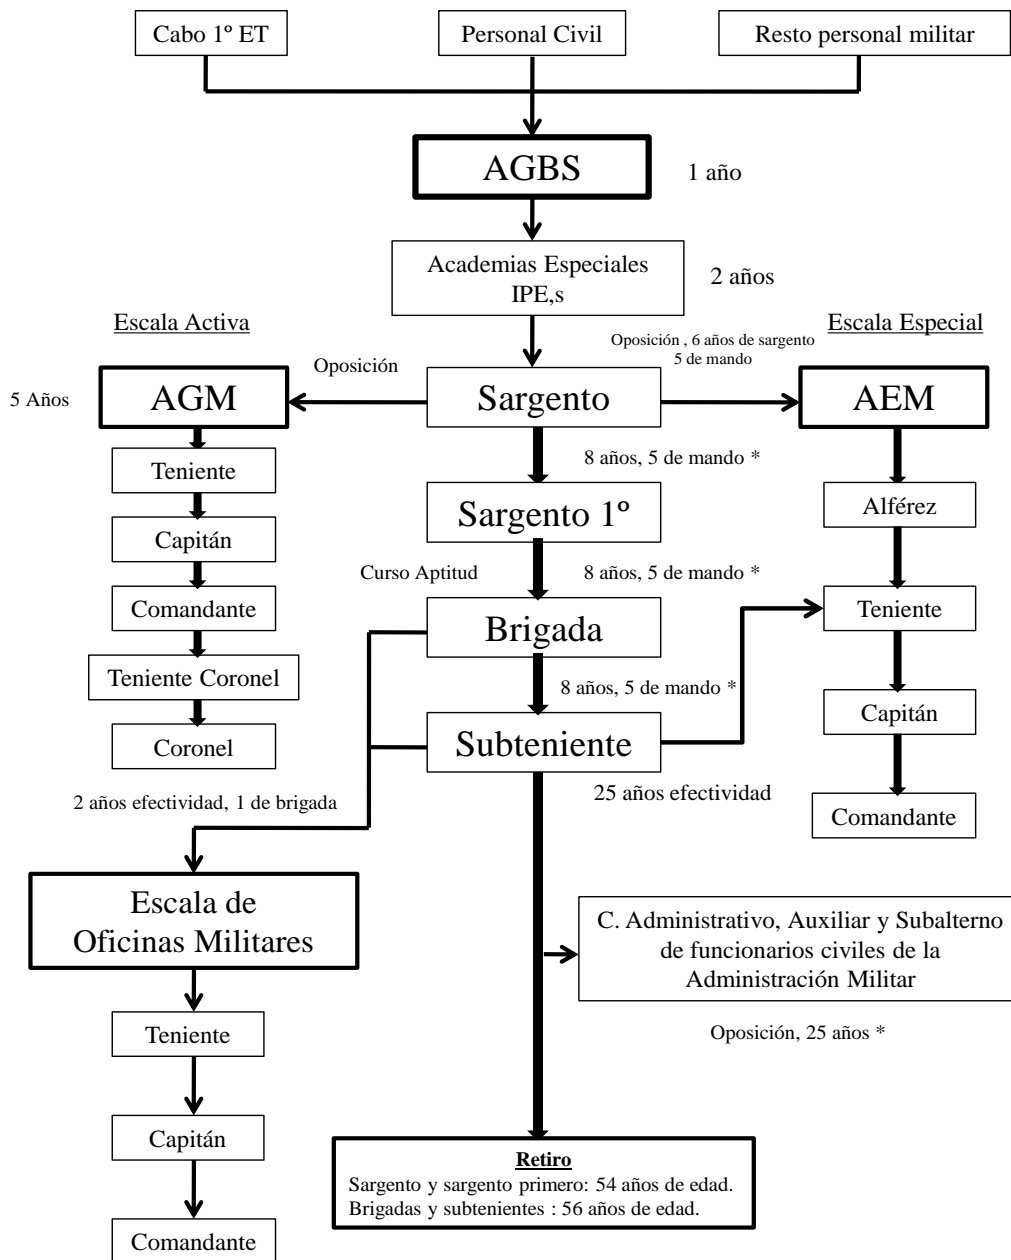 Cabo 1º ET
Personal Civil
Resto personal militar
AGBS
1 año
Academias Especiales
IPE,s
2 años
Escala Activa
Escala Especial
Oposición
Oposición , 6 años de sargento
5 de mando
5 Años
AGM
Sargento
AEM
Teniente
8 años, 5 de mando *
Capitán
Sargento 1º
Alférez
Curso Aptitud
8 años, 5 de mando *
Comandante
Brigada
Teniente
Teniente Coronel
8 años, 5 de mando *
Coronel
Subteniente
Capitán
2 años efectividad, 1 de brigada
25 años efectividad
Comandante
Escala de
Oficinas Militares
C. Administrativo, Auxiliar y Subalterno
de funcionarios civiles de la
Administración Militar
Teniente
Oposición, 25 años *
Capitán
Retiro
Sargento y sargento primero: 54 años de edad.
Brigadas y subtenientes : 56 años de edad.
Comandante